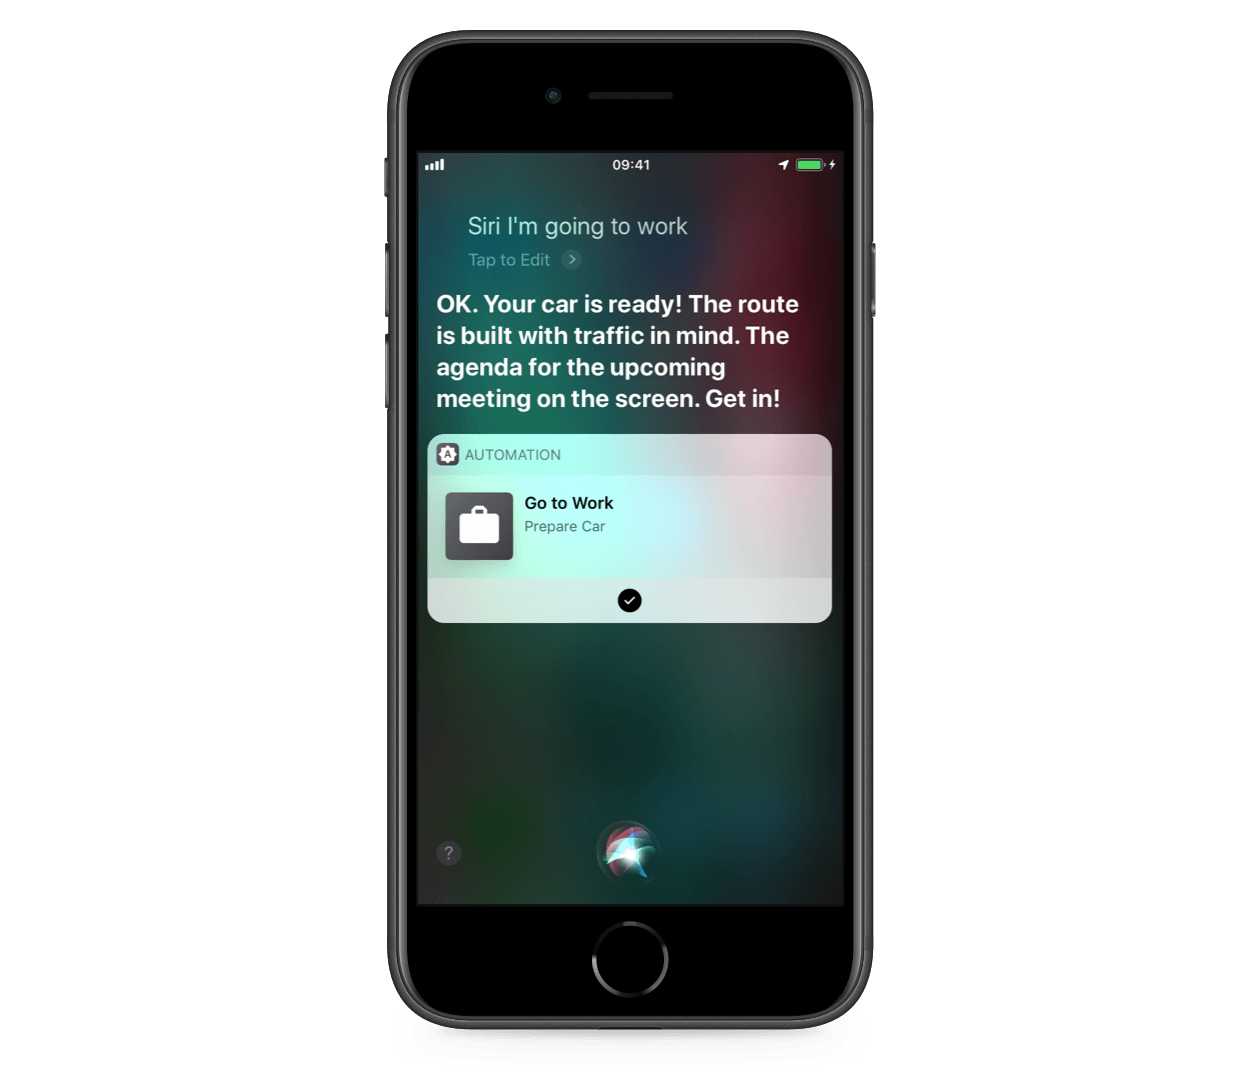 09:41
Siri I'm going to work
Tap to Edit
OK. Your car is ready! The route
is built with traffic in mind. The
agenda for the upcoming
meeting on the screen. Get in!
A AUTOMATION
Go to Work
Prepare Car
?